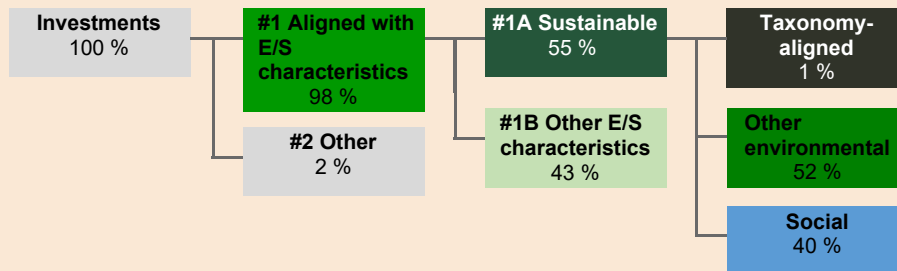 Investments
100 %
#1 Aligned with
E/S
characteristics
98 %
#2 Other
2 %
#1A Sustainable
55 %
#1B Other E/S
characteristics
43 %
Taxonomy-
aligned
1 %
Other
environmental
52 %
Social
40 %